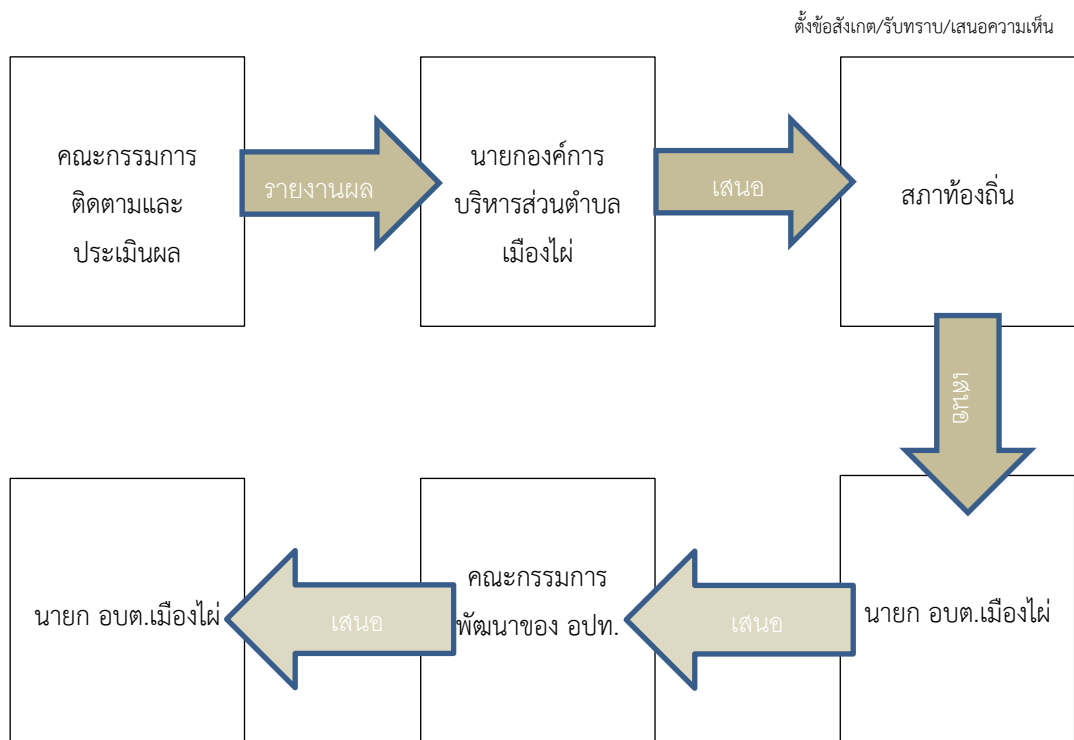 ตั้งข้อสังเกต/รับทราบ/เสนอความเห็น
คณะกรรมการ
ติดตามและ
ประเมินผล
รายงานผล
นายกองค์การ
บริหารส่วนตำบล
เมืองไผ่
เสนอ
สภาท้องถิ่น
เสนอ
นายก อบต.เมืองไผ่
เสนอ
คณะกรรมการ
พัฒนาของ อปท.
เสนอ
นายก อบต.เมืองไผ่